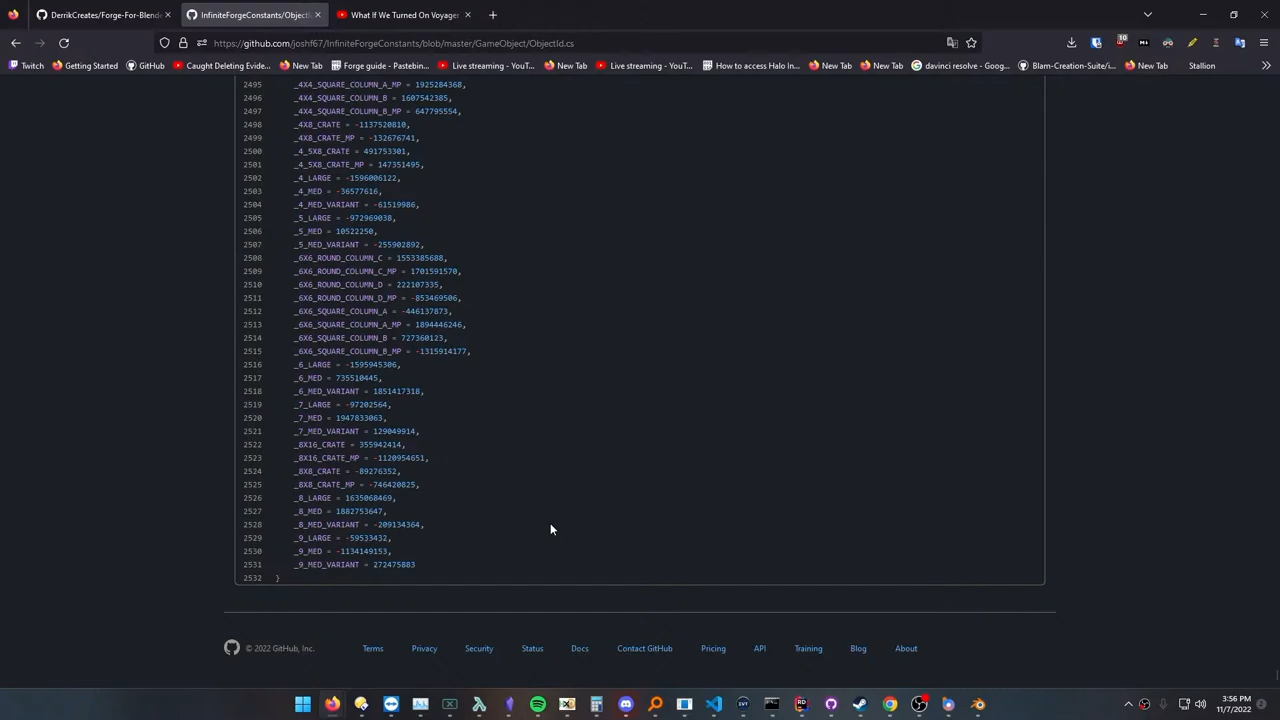 DerrikCreates/Forge-For-Blende
InfiniteForgeConstants/ObjectI
What If We Turned On Voyager
https://github.com/joshf67/InfiniteForgeConstants/blob/master/GameObject/ObjectId.cs
10
Twitch
Getting Started
GitHub
Caught Deleting Evidenc...
New Tab
Forge guide - Pastebin...
Live streaming - YouT...
New Tab
Live streaming - YouT...
How to access Halo In...
New Tab
New Tab
davinci resolve - Goog...
Blam-Creation-Suite/i...
New Tab
Stallion
2495 _4X4_SQUARE_COLUMN_A_MP = 1925284368,
2496 _4X4_SQUARE_COLUMN_B = 1607542385,
2497 _4X4_SQUARE_COLUMN_B_MP = 647795554,
2498 _4X8_CRATE = -1137520810,
2499 _4X8_CRATE_MP = -132676741,
2500 _4_5X8_CRATE = 491753301,
2501 _4_5X8_CRATE_MP = 147351495,
2502 _4_LARGE = -1596006122,
2503 _4_MED = -36577616,
2504 _4_MED_VARIANT = -61519986,
2505 _5_LARGE = -972969038,
2506 _5_MED = 10522250,
2507 _5_MED_VARIANT = -255902892,
2508 _6X6_ROUND_COLUMN_C = 1553385688,
2509 _6X6_ROUND_COLUMN_C_MP = 1701591570,
2510 _6X6_ROUND_COLUMN_D = 222107335,
2511 _6X6_ROUND_COLUMN_D_MP = -853469506,
2512 _6X6_SQUARE_COLUMN_A = -446137873,
2513 _6X6_SQUARE_COLUMN_A_MP = 1894446246,
2514 _6X6_SQUARE_COLUMN_B = 727360123,
2515 _6X6_SQUARE_COLUMN_B_MP = -1315914177,
2516 _6_LARGE = -1595945306,
2517 _6_MED = 735510445,
2518 _6_MED_VARIANT = 1851417318,
2519 _7_LARGE = -97202564,
2520 _7_MED = 1947833063,
2521 _7_MED_VARIANT = 129049914,
2522 _8X16_CRATE = 355942414,
2523 _8X16_CRATE_MP = -1120954651,
2524 _8X8_CRATE = -89276352,
2525 _8X8_CRATE_MP = -746420825,
2526 _8_LARGE = 1635068469,
2527 _8_MED = 1882753647,
2528 _8_MED_VARIANT = -209134364,
2529 _9_LARGE = -59533432,
2530 _9_MED = -1134149153,
2531 _9_MED_VARIANT = 272475883
2532 }
© 2022 GitHub, Inc.
Terms
Privacy
Security
Status
Docs
Contact GitHub
Pricing
API
Training
Blog
About
3:56 PM
11/7/2022